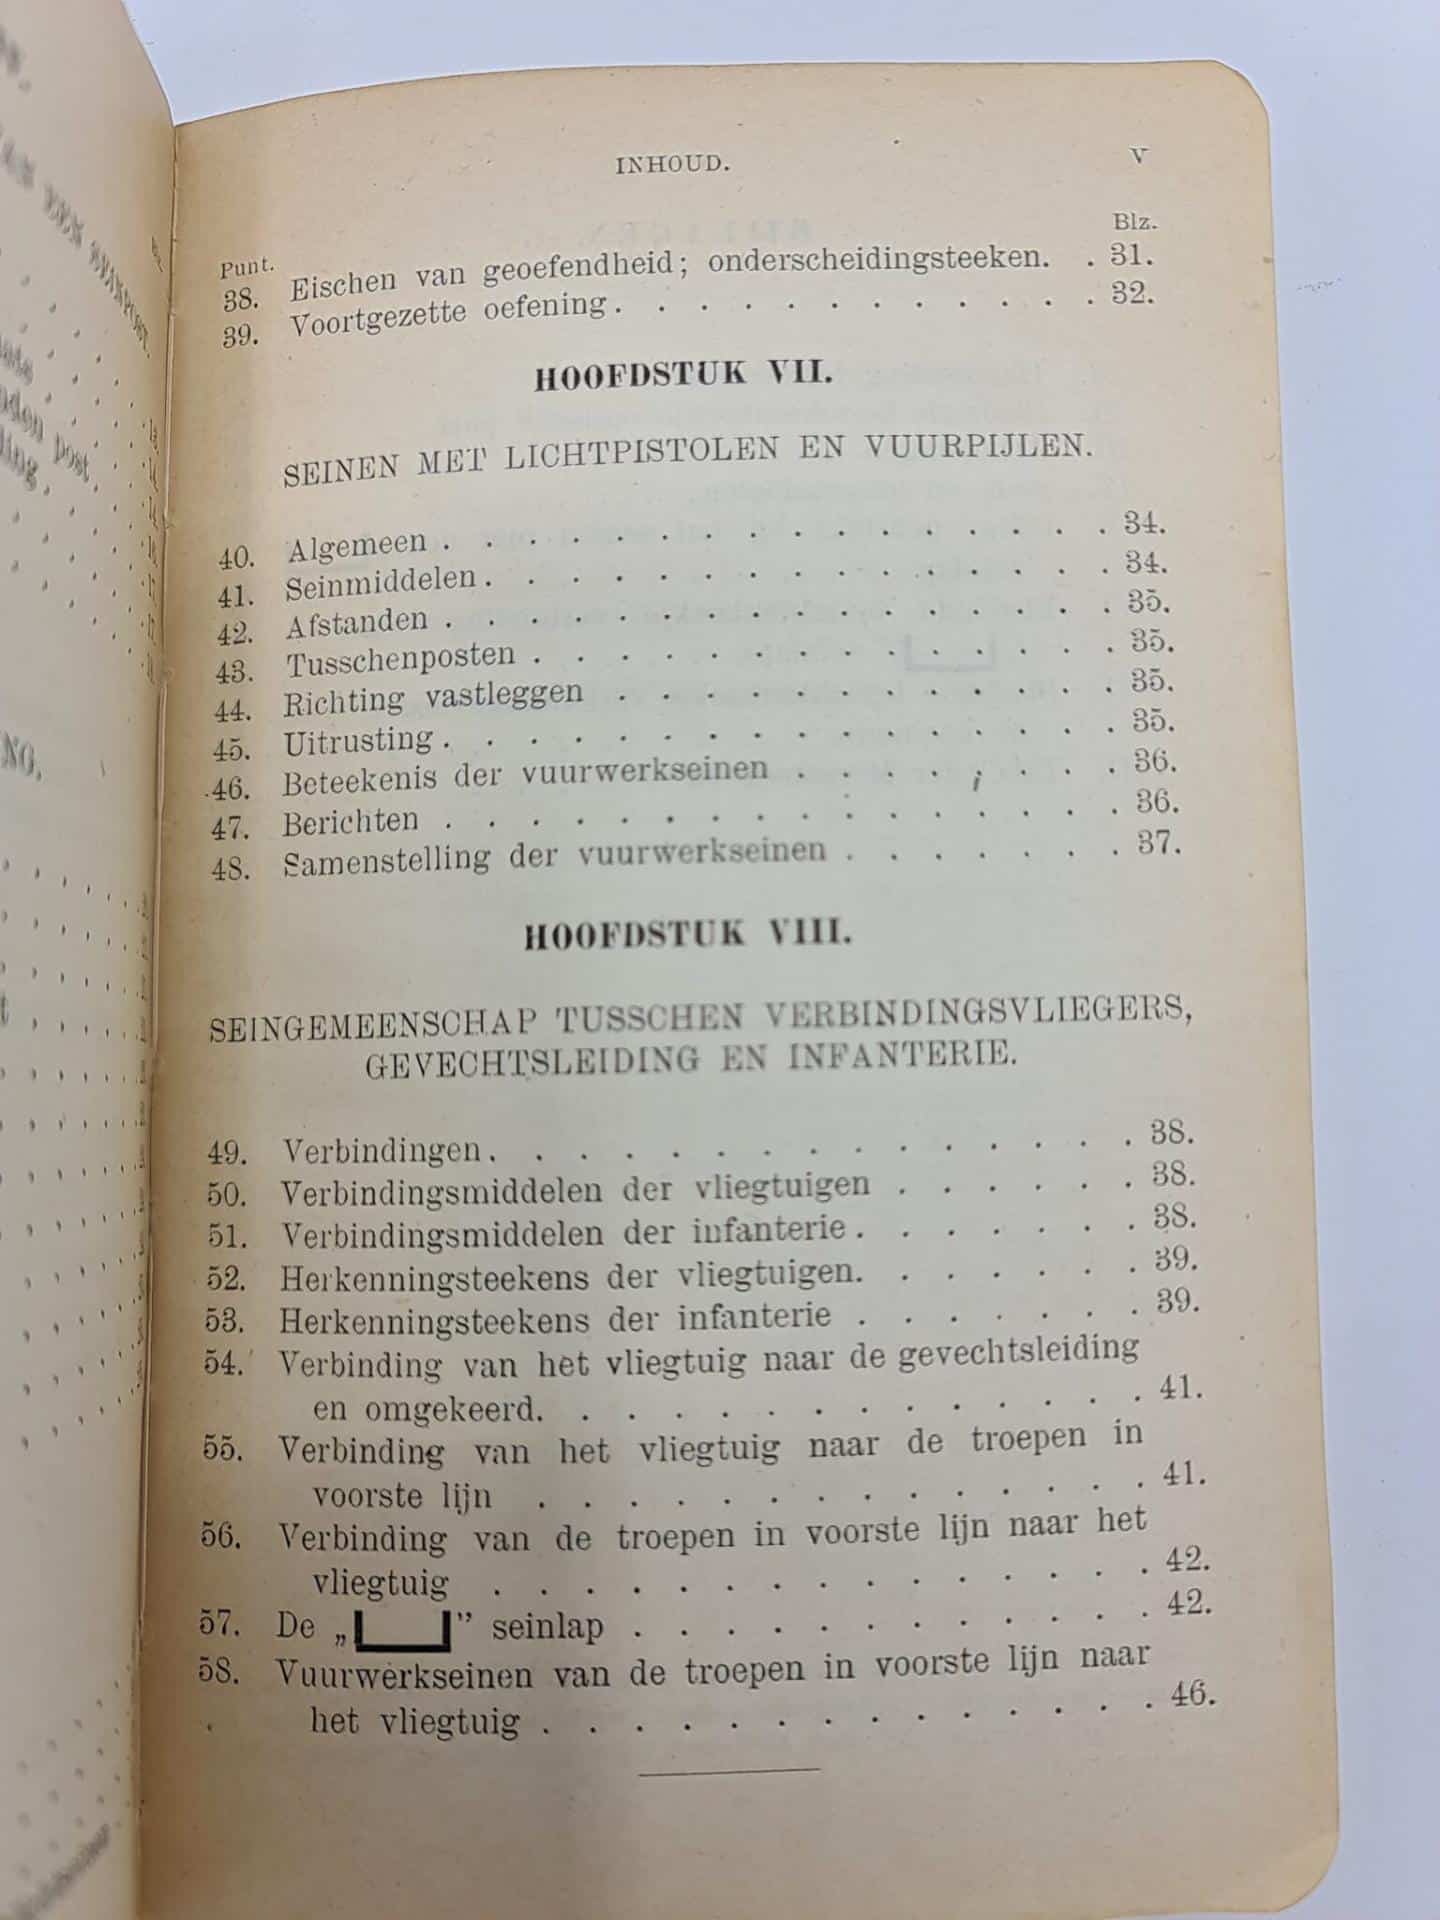 INHOUD. V
Punt. Blz.
38. Eischen van geoefendheid; onderscheidingsteeken. . 31.
39. Voortgezette oefening . . . . . . . . . . . 32.
HOOFDSTUK VII.
SEINEN MET LICHTPISTOLEN EN VUURPIJLEN.
40. Algemeen . . . . . . . . . . . . . . . . 34.
41. Seinmiddelen . . . . . . . . . . . . . . . 34.
42. Afstanden . . . . . . . . . . . . . . . . 35.
43. Tusschenposten . . . . . . . . . . . . . . 35.
44. Richting vastleggen . . . . . . . . . . . . 35.
45. Uitrusting . . . . . . . . . . . . . . . . 35.
46. Beteekenis der vuurwerkseinen . . . . . . . . 36.
47. Berichten . . . . . . . . . . . . . . . . 36.
48. Samenstelling der vuurwerkseinen . . . . . . . 37.
HOOFDSTUK VIII.
SEINGEMEENSCHAP TUSSCHEN VERBINDINGSVLIEGERS,
GEVECHTSLEIDING EN INFANTERIE.
49. Verbindingen . . . . . . . . . . . . . . . 38.
50. Verbindingsmiddelen der vliegtuigen . . . . . . 38.
51. Verbindingsmiddelen der infanterie . . . . . . . 38.
52. Herkenningsteekens der vliegtuigen. . . . . . . 39.
53. Herkenningsteekens der infanterie . . . . . . . 39.
54. Verbinding van het vliegtuig naar de gevechtsleiding
en omgekeerd. . . . . . . . . . . . . . 41.
55. Verbinding van het vliegtuig naar de troepen in
voorste lijn . . . . . . . . . . . . . . 41.
56. Verbinding van de troepen in voorste lijn naar het
vliegtuig . . . . . . . . . . . . . . . 42.
57. De „ ” seinlap . . . . . . . . . . . . 42.
58. Vuurwerkseinen van de troepen in voorste lijn naar
het vliegtuig . . . . . . . . . . . . . . 46.